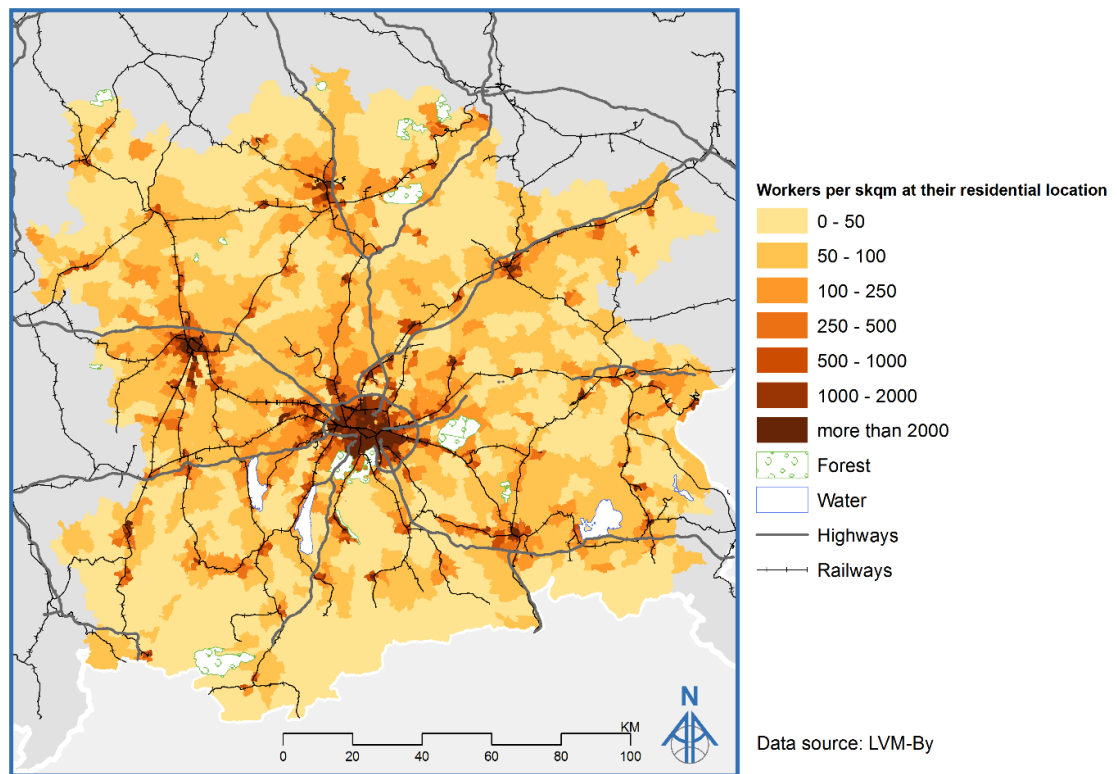 Workers per skqm at their residential location
0 - 50
50 - 100
100 - 250
250 - 500
500 - 1000
1000 - 2000
more than 2000
Forest
Water
Highways
Railways
N
KM
0 20 40 60 80 100
Data source: LVM-By